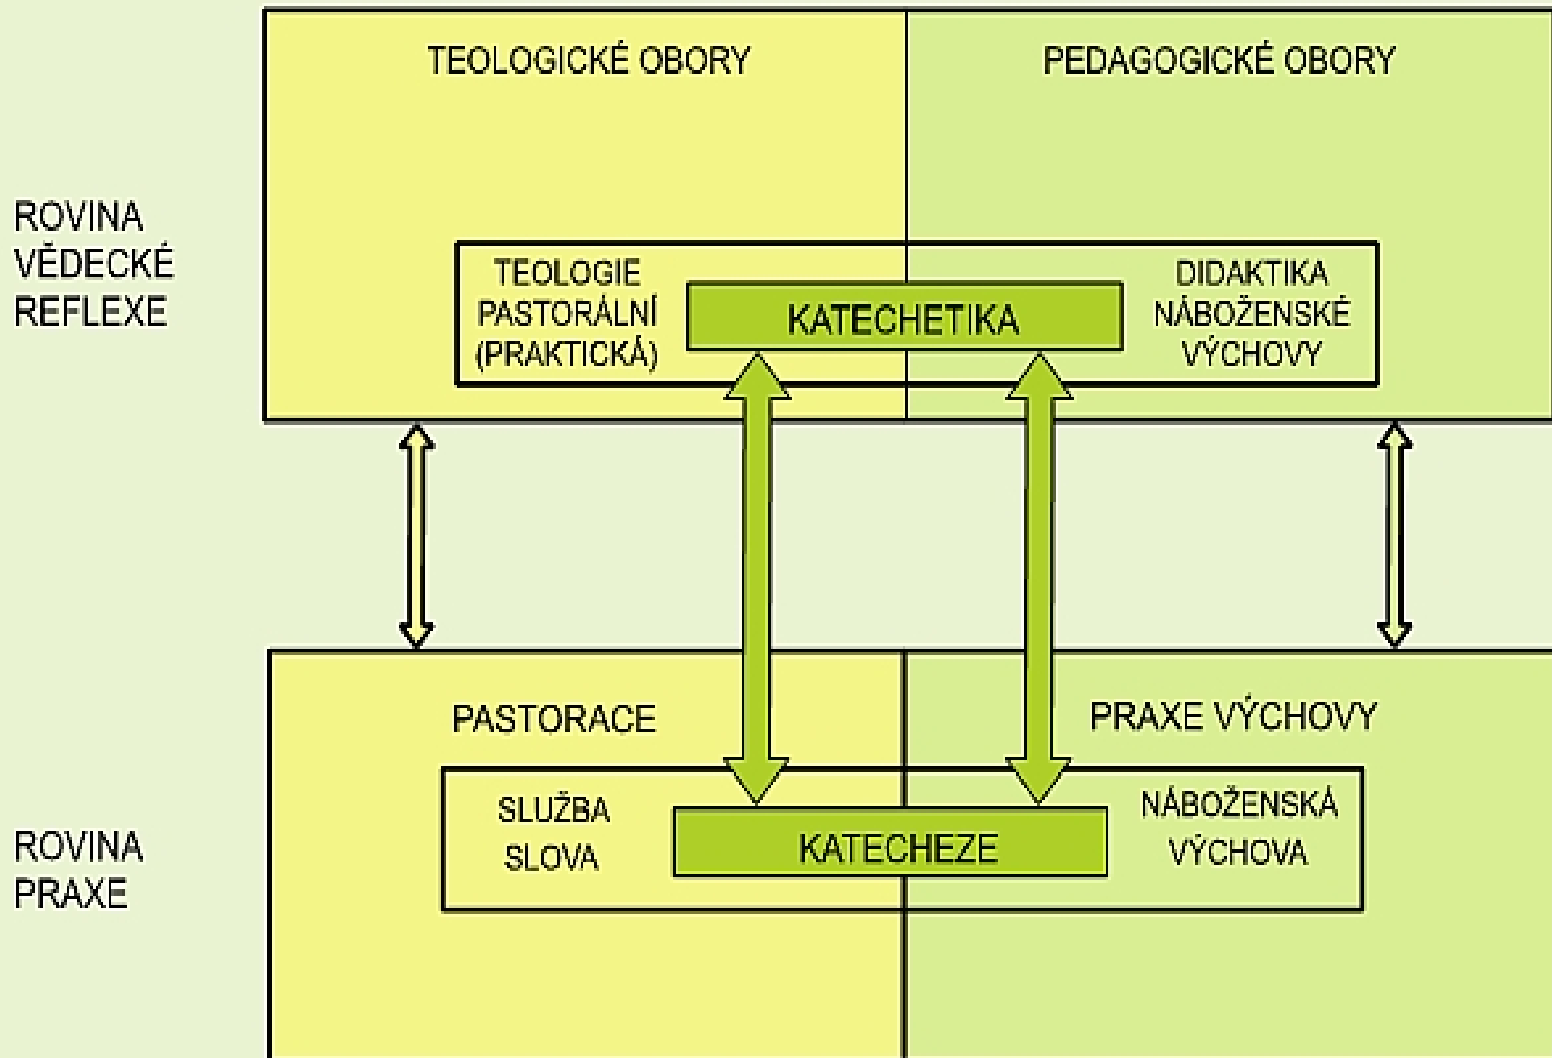 TEOLOGICKÉ OBORY
PEDAGOGICKÉ OBORY
ROVINA
VĚDECKÉ
REFLEXE
TEOLOGIE
PASTORÁLNÍ
(PRAKTICKÁ)
KATECHETIKA
DIDAKTIKA
NÁBOŽENSKÉ
VÝCHOVY
PASTORACE
PRAXE VÝCHOVY
ROVINA
PRAXE
SLUŽBA
SLOVA
KATECHEZE
NÁBOŽENSKÁ
VÝCHOVA